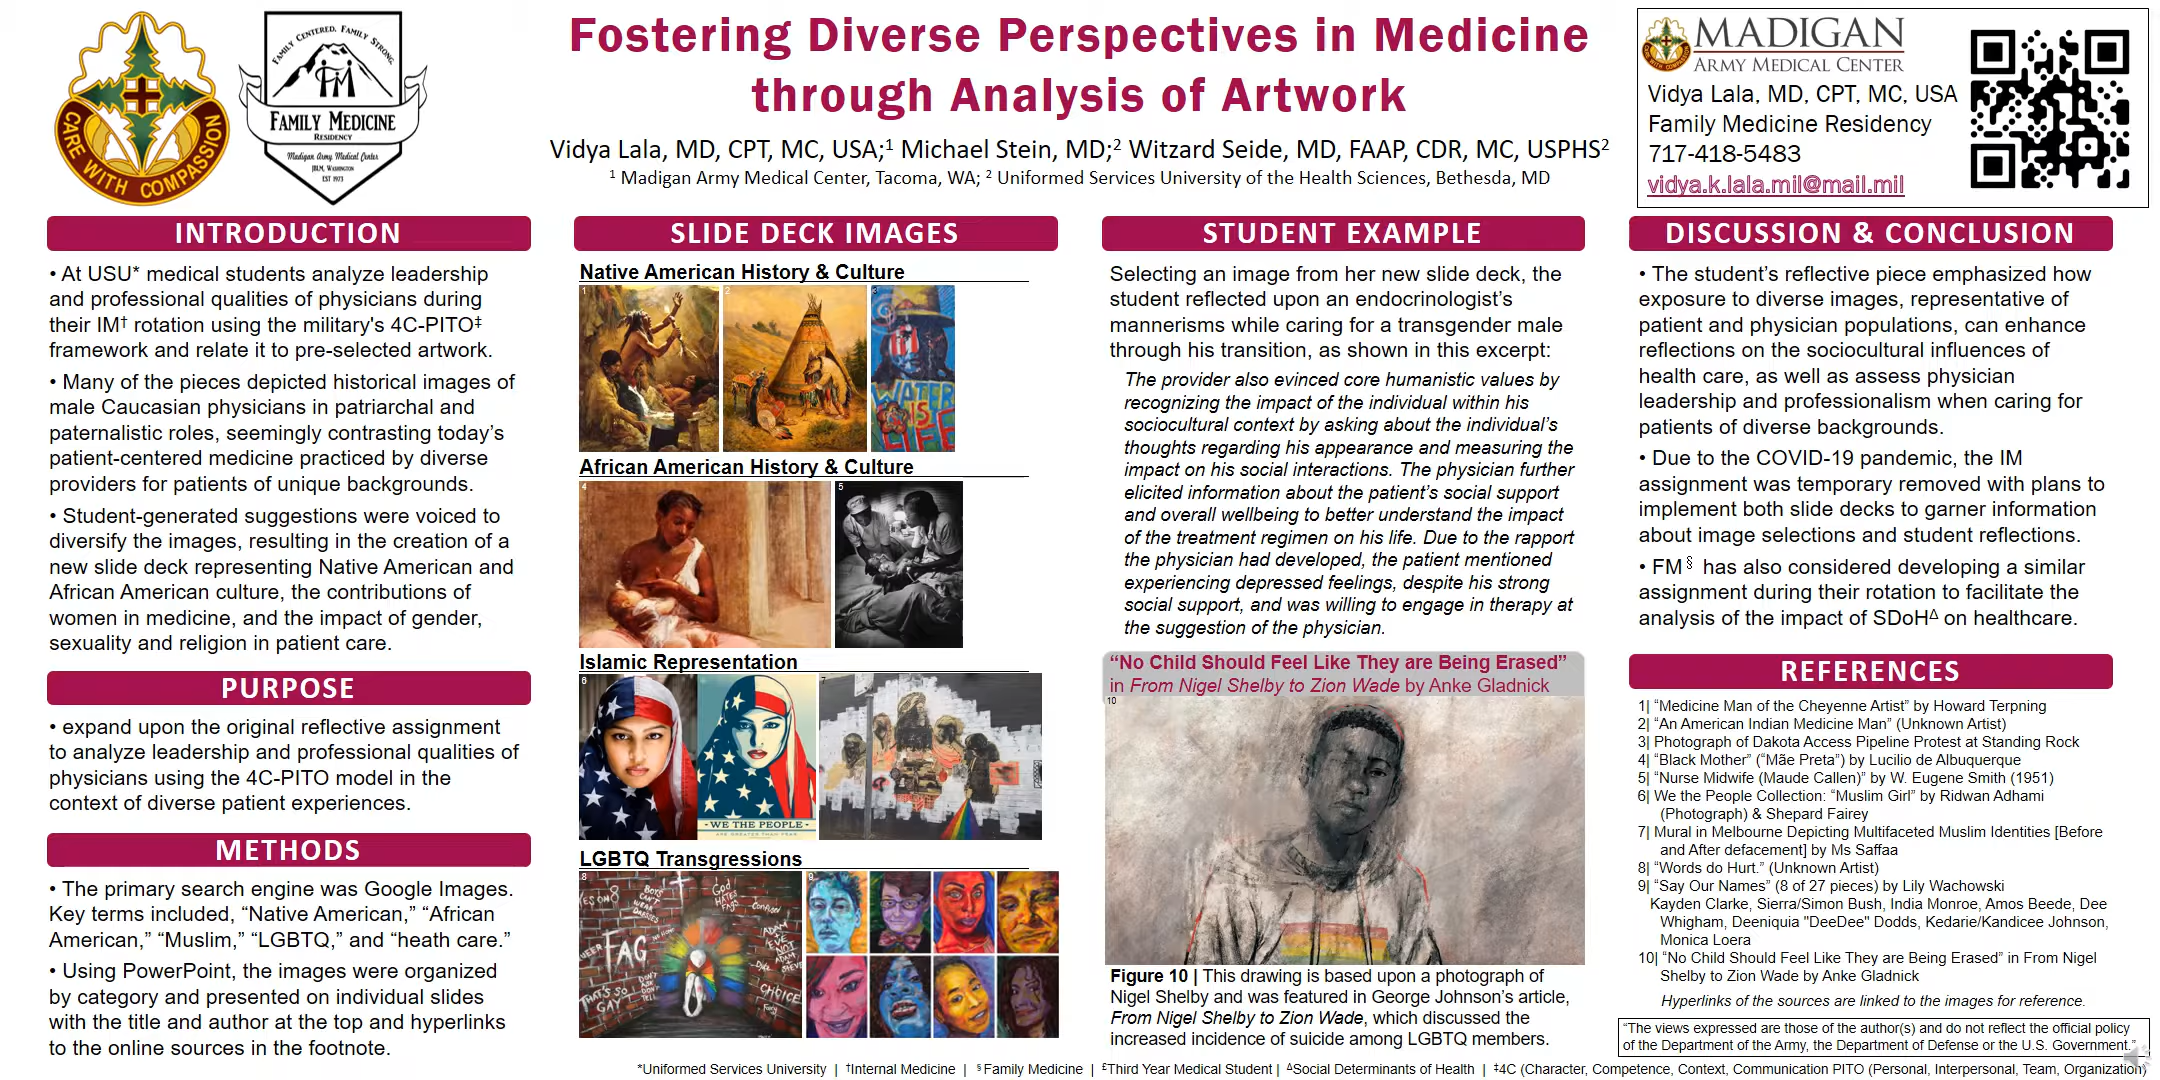 CARE WITH COMPASSION
FAMILY CENTERED. FAMILY STRONG.
FAMILY MEDICINE
RESIDENCY
Madigan Army Medical Center
JBLM, WASHINGTON
EST 1973
Fostering Diverse Perspectives in Medicine
through Analysis of Artwork
Vidya Lala, MD, CPT, MC, USA;¹ Michael Stein, MD;² Witzard Seide, MD, FAAP, CDR, MC, USPHS²
¹ Madigan Army Medical Center, Tacoma, WA; ² Uniformed Services University of the Health Sciences, Bethesda, MD
MADIGAN
ARMY MEDICAL CENTER
Vidya Lala, MD, CPT, MC, USA
Family Medicine Residency
717-418-5483
vidya.k.lala.mil@mail.mil
INTRODUCTION
• At USU* medical students analyze leadership
and professional qualities of physicians during
their IM† rotation using the military's 4C-PITO‡
framework and relate it to pre-selected artwork.
• Many of the pieces depicted historical images of
male Caucasian physicians in patriarchal and
paternalistic roles, seemingly contrasting today's
patient-centered medicine practiced by diverse
providers for patients of unique backgrounds.
• Student-generated suggestions were voiced to
diversify the images, resulting in the creation of a
new slide deck representing Native American and
African American culture, the contributions of
women in medicine, and the impact of gender,
sexuality and religion in patient care.
PURPOSE
• expand upon the original reflective assignment
to analyze leadership and professional qualities of
physicians using the 4C-PITO model in the
context of diverse patient experiences.
METHODS
• The primary search engine was Google Images.
Key terms included, “Native American,” “African
American,” “Muslim,” “LGBTQ,” and “heath care.”
• Using PowerPoint, the images were organized
by category and presented on individual slides
with the title and author at the top and hyperlinks
to the online sources in the footnote.
SLIDE DECK IMAGES
Native American History & Culture
1
2
3
WATER
IS
LIFE
African American History & Culture
4
5
Islamic Representation
6
7
- WE THE PEOPLE -
ARE GREATER THAN FEAR
LGBTQ Transgressions
8
9
FAG
THAT'S SO
GAY
GOD
HATES
FAGS
CHOICE
STUDENT EXAMPLE
Selecting an image from her new slide deck, the
student reflected upon an endocrinologist's
mannerisms while caring for a transgender male
through his transition, as shown in this excerpt:
The provider also evinced core humanistic values by
recognizing the impact of the individual within his
sociocultural context by asking about the individual's
thoughts regarding his appearance and measuring the
impact on his social interactions. The physician further
elicited information about the patient's social support
and overall wellbeing to better understand the impact
of the treatment regimen on his life. Due to the rapport
the physician had developed, the patient mentioned
experiencing depressed feelings, despite his strong
social support, and was willing to engage in therapy at
the suggestion of the physician.
“No Child Should Feel Like They are Being Erased”
in From Nigel Shelby to Zion Wade by Anke Gladnick
10
Figure 10 | This drawing is based upon a photograph of
Nigel Shelby and was featured in George Johnson's article,
From Nigel Shelby to Zion Wade, which discussed the
increased incidence of suicide among LGBTQ members.
DISCUSSION & CONCLUSION
• The student's reflective piece emphasized how
exposure to diverse images, representative of
patient and physician populations, can enhance
reflections on the sociocultural influences of
health care, as well as assess physician
leadership and professionalism when caring for
patients of diverse backgrounds.
• Due to the COVID-19 pandemic, the IM
assignment was temporary removed with plans to
implement both slide decks to garner information
about image selections and student reflections.
• FM§ has also considered developing a similar
assignment during their rotation to facilitate the
analysis of the impact of SDoHΔ on healthcare.
REFERENCES
1| “Medicine Man of the Cheyenne Artist” by Howard Terpning
2| “An American Indian Medicine Man” (Unknown Artist)
3| Photograph of Dakota Access Pipeline Protest at Standing Rock
4| “Black Mother” (“Mãe Preta”) by Lucilio de Albuquerque
5| “Nurse Midwife (Maude Callen)” by W. Eugene Smith (1951)
6| We the People Collection: “Muslim Girl” by Ridwan Adhami
(Photograph) & Shepard Fairey
7| Mural in Melbourne Depicting Multifaceted Muslim Identities [Before
and After defacement] by Ms Saffaa
8| “Words do Hurt.” (Unknown Artist)
9| “Say Our Names” (8 of 27 pieces) by Lily Wachowski
Kayden Clarke, Sierra/Simon Bush, India Monroe, Amos Beede, Dee
Whigham, Deeniquia "DeeDee" Dodds, Kedarie/Kandicee Johnson,
Monica Loera
10| “No Child Should Feel Like They are Being Erased” in From Nigel
Shelby to Zion Wade by Anke Gladnick
Hyperlinks of the sources are linked to the images for reference.
“The views expressed are those of the author(s) and do not reflect the official policy
of the Department of the Army, the Department of Defense or the U.S. Government.”
*Uniformed Services University | †Internal Medicine | §Family Medicine | £Third Year Medical Student | ΔSocial Determinants of Health | ‡4C (Character, Competence, Context, Communication PITO (Personal, Interpersonal, Team, Organization)